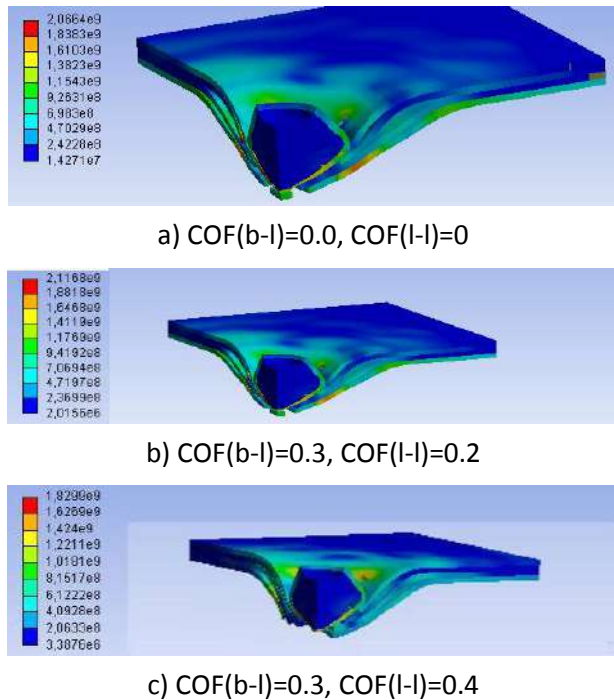 2,0664e9
1,8383e9
1,6103e9
1,3823e9
1,1543e9
9,2631e8
6,983e8
4,7029e8
2,4228e8
1,4271e7
a) COF(b-l)=0.0, COF(l-l)=0
2,1168e9
1,8818e9
1,6468e9
1,4119e9
1,1769e9
9,4192e8
7,0694e8
4,7197e8
2,3699e8
2,0155e6
b) COF(b-l)=0.3, COF(l-l)=0.2
1,8299e9
1,6269e9
1,424e9
1,2211e9
1,0181e9
8,1517e8
6,1222e8
4,0928e8
2,0633e8
3,3876e6
c) COF(b-l)=0.3, COF(l-l)=0.4